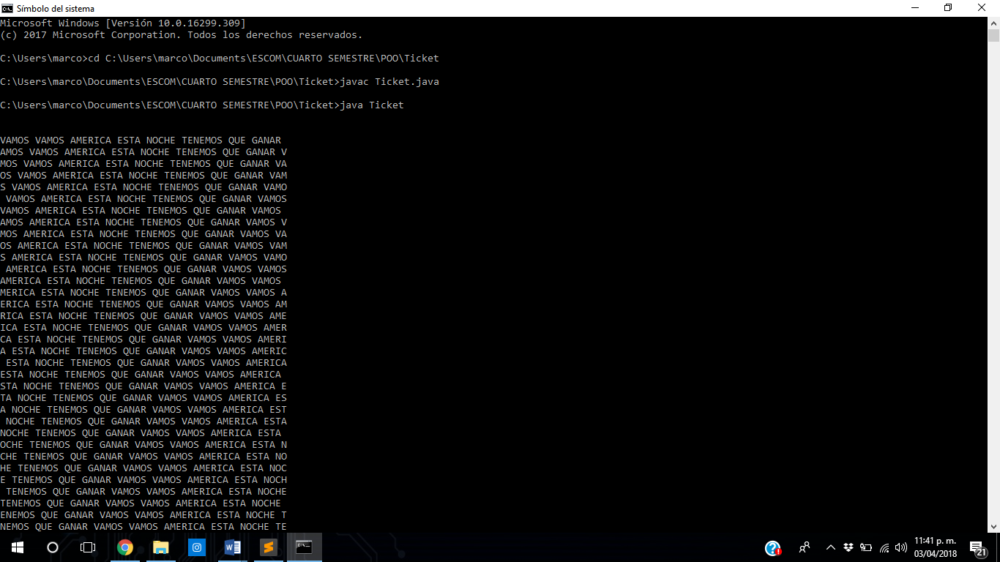 Símbolo del sistema
Microsoft Windows [Versión 10.0.16299.309]
(c) 2017 Microsoft Corporation. Todos los derechos reservados.
C:\Users\marco>cd C:\Users\marco\Documents\ESCOM\CUARTO SEMESTRE\POO\Ticket
C:\Users\marco\Documents\ESCOM\CUARTO SEMESTRE\POO\Ticket>javac Ticket.java
C:\Users\marco\Documents\ESCOM\CUARTO SEMESTRE\POO\Ticket>java Ticket
VAMOS VAMOS AMERICA ESTA NOCHE TENEMOS QUE GANAR
AMOS VAMOS AMERICA ESTA NOCHE TENEMOS QUE GANAR V
MOS VAMOS AMERICA ESTA NOCHE TENEMOS QUE GANAR VA
OS VAMOS AMERICA ESTA NOCHE TENEMOS QUE GANAR VAM
S VAMOS AMERICA ESTA NOCHE TENEMOS QUE GANAR VAMO
 VAMOS AMERICA ESTA NOCHE TENEMOS QUE GANAR VAMOS
VAMOS AMERICA ESTA NOCHE TENEMOS QUE GANAR VAMOS
AMOS AMERICA ESTA NOCHE TENEMOS QUE GANAR VAMOS V
MOS AMERICA ESTA NOCHE TENEMOS QUE GANAR VAMOS VA
OS AMERICA ESTA NOCHE TENEMOS QUE GANAR VAMOS VAM
S AMERICA ESTA NOCHE TENEMOS QUE GANAR VAMOS VAMO
 AMERICA ESTA NOCHE TENEMOS QUE GANAR VAMOS VAMOS
AMERICA ESTA NOCHE TENEMOS QUE GANAR VAMOS VAMOS
MERICA ESTA NOCHE TENEMOS QUE GANAR VAMOS VAMOS A
ERICA ESTA NOCHE TENEMOS QUE GANAR VAMOS VAMOS AM
RICA ESTA NOCHE TENEMOS QUE GANAR VAMOS VAMOS AME
ICA ESTA NOCHE TENEMOS QUE GANAR VAMOS VAMOS AMER
CA ESTA NOCHE TENEMOS QUE GANAR VAMOS VAMOS AMERI
A ESTA NOCHE TENEMOS QUE GANAR VAMOS VAMOS AMERIC
 ESTA NOCHE TENEMOS QUE GANAR VAMOS VAMOS AMERICA
ESTA NOCHE TENEMOS QUE GANAR VAMOS VAMOS AMERICA
STA NOCHE TENEMOS QUE GANAR VAMOS VAMOS AMERICA E
TA NOCHE TENEMOS QUE GANAR VAMOS VAMOS AMERICA ES
A NOCHE TENEMOS QUE GANAR VAMOS VAMOS AMERICA EST
 NOCHE TENEMOS QUE GANAR VAMOS VAMOS AMERICA ESTA
NOCHE TENEMOS QUE GANAR VAMOS VAMOS AMERICA ESTA
OCHE TENEMOS QUE GANAR VAMOS VAMOS AMERICA ESTA N
CHE TENEMOS QUE GANAR VAMOS VAMOS AMERICA ESTA NO
HE TENEMOS QUE GANAR VAMOS VAMOS AMERICA ESTA NOC
E TENEMOS QUE GANAR VAMOS VAMOS AMERICA ESTA NOCH
 TENEMOS QUE GANAR VAMOS VAMOS AMERICA ESTA NOCHE
TENEMOS QUE GANAR VAMOS VAMOS AMERICA ESTA NOCHE
ENEMOS QUE GANAR VAMOS VAMOS AMERICA ESTA NOCHE T
NEMOS QUE GANAR VAMOS VAMOS AMERICA ESTA NOCHE TE
11:41 p. m.
03/04/2018
21